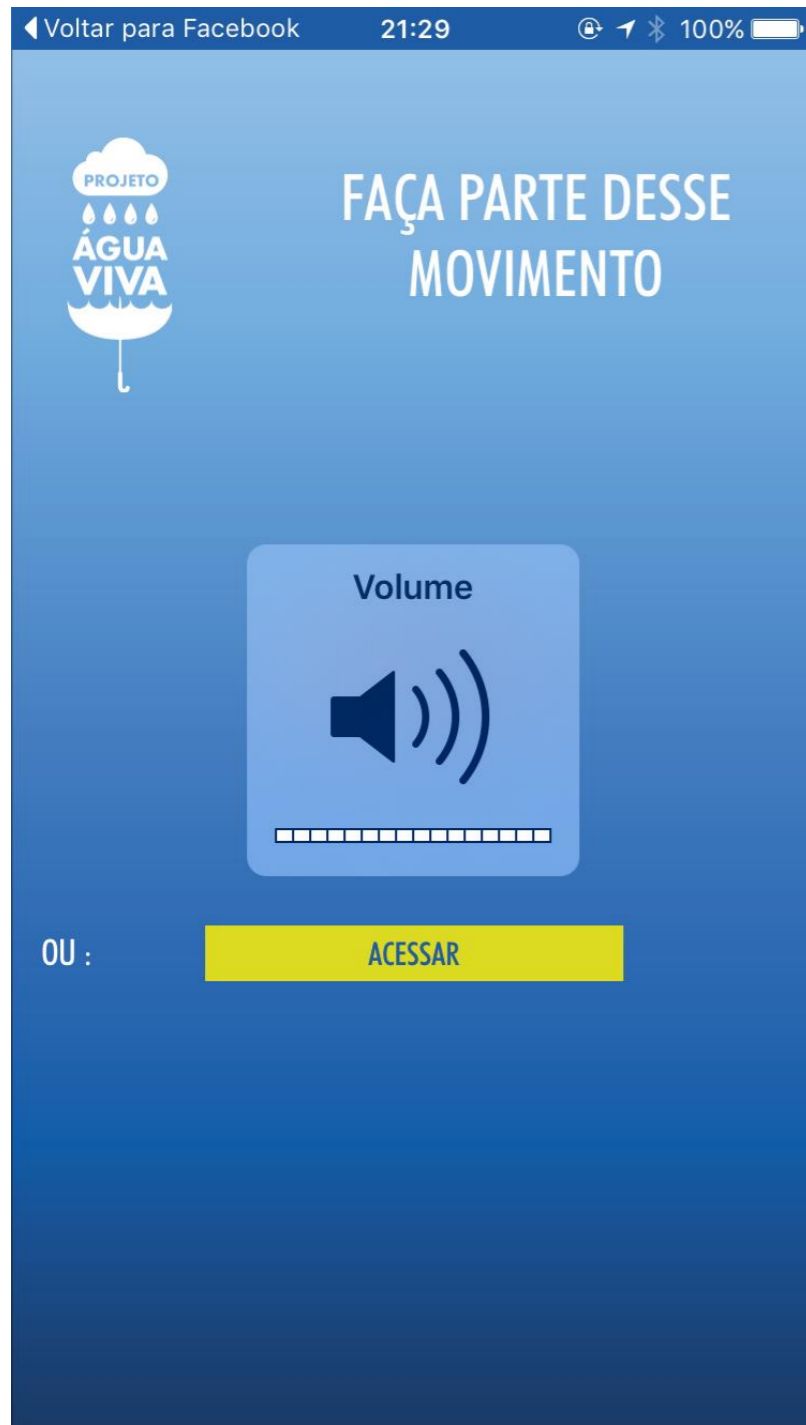 Voltar para Facebook 21:29 100%
PROJETO
ÁGUA
VIVA
FAÇA PARTE DESSE
MOVIMENTO
Volume
OU :
ACESSAR